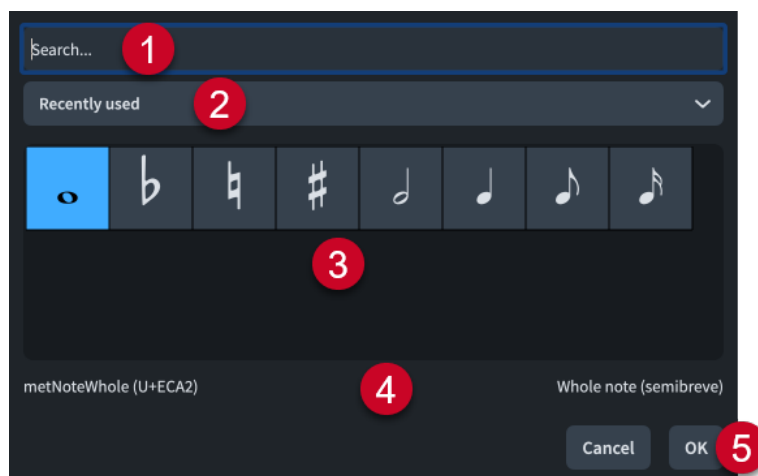 Search... 1
Recently used 2
3
metNoteWhole (U+ECA2) 4 Whole note (semibreve)
Cancel OK 5